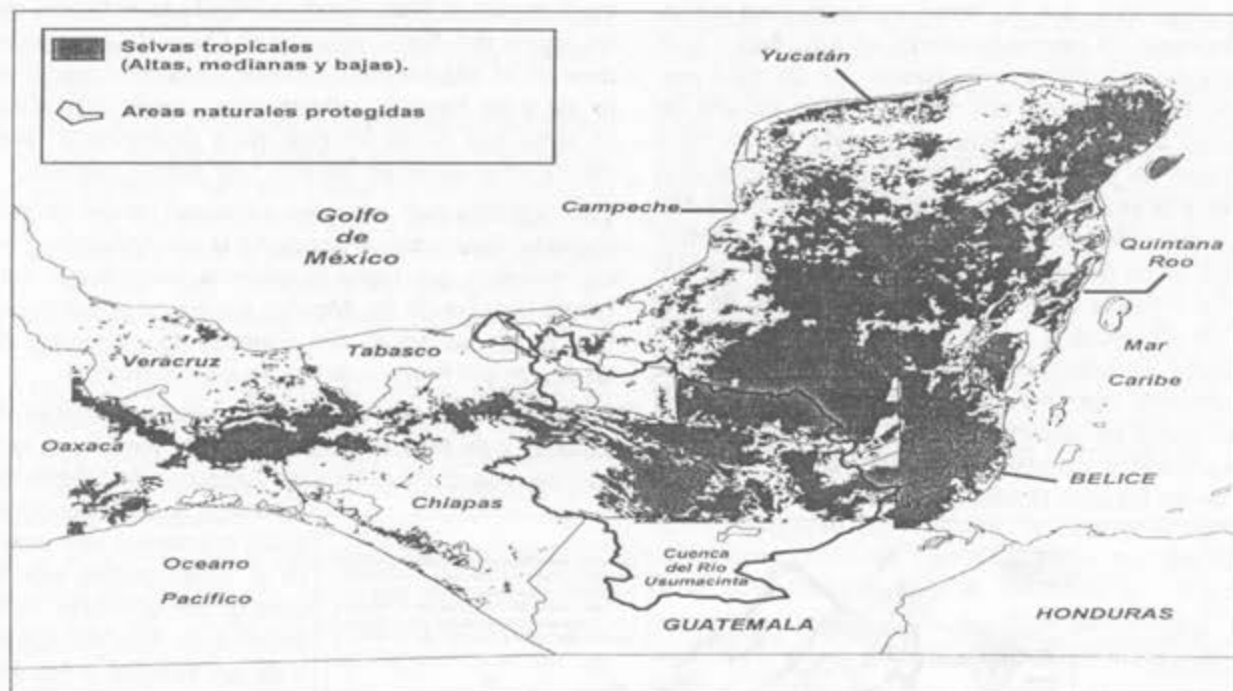 Selvas tropicales
(Altas, medianas y bajas).
Areas naturales protegidas
Yucatán
Campeche
Golfo
de
México
Quintana
Roo
Veracruz
Tabasco
Mar
Caribe
Oaxaca
Chiapas
BELICE
Oceano
Pacífico
Cuenca
del Río
Usumacinta
GUATEMALA
HONDURAS